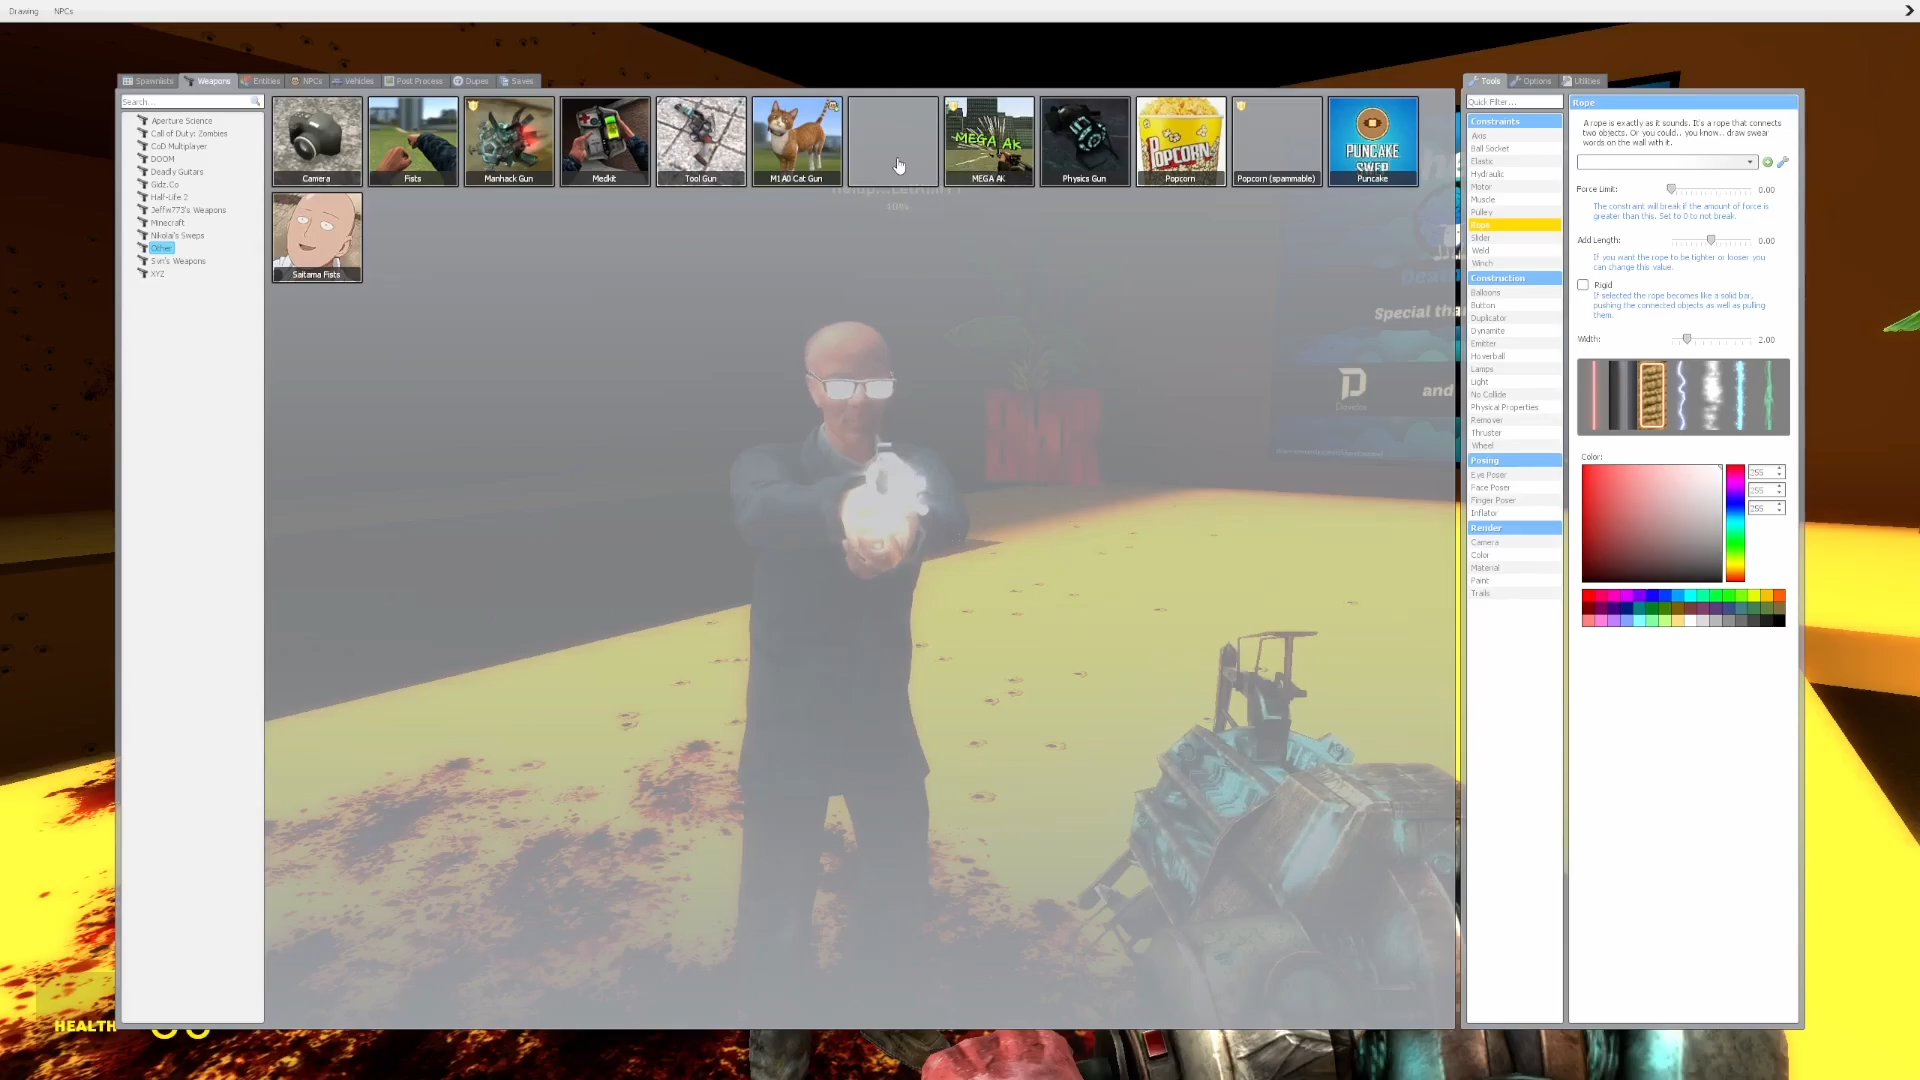 Drawing NPCs
Spawnlists Weapons Entities NPCs Vehicles Post Process Dupes Saves
Search...
Aperture Science
Call of Duty: Zombies
CoD Multiplayer
DOOM
Deadly Guitars
Gidz.Co
Half-Life 2
Jeffw773's Weapons
Minecraft
Nikolai's Sweps
Other
Svn's Weapons
XYZ
MEGA AK
POPCORN
PUNCAKE
SWEP
Camera Fists Manhack Gun Medkit Tool Gun M1A0 Cat Gun MEGA AK Physics Gun Popcorn Popcorn (spammable) Puncake
Saitama Fists
40%
Special tha
and
HEALTH
Tools Options Utilities
Quick Filter...
Constraints
Axis
Ball Socket
Elastic
Hydraulic
Motor
Muscle
Pulley
Rope
Slider
Weld
Winch
Construction
Balloons
Button
Duplicator
Dynamite
Emitter
Hoverball
Lamps
Light
No Collide
Physical Properties
Remover
Thruster
Wheel
Posing
Eye Poser
Face Poser
Finger Poser
Inflator
Render
Camera
Color
Material
Paint
Trails
Rope
A rope is exactly as it sounds. It's a rope that connects
two objects. Or you could.. you know.. draw swear
words on the wall with it.
Force Limit: 0.00
The constraint will break if the amount of force is
greater than this. Set to 0 to not break.
Add Length: 0.00
If you want the rope to be tighter or looser you
can change this value.
Rigid
If selected the rope becomes like a solid bar,
pushing the connected objects as well as pulling
them.
Width: 2.00
Color:
255
255
255